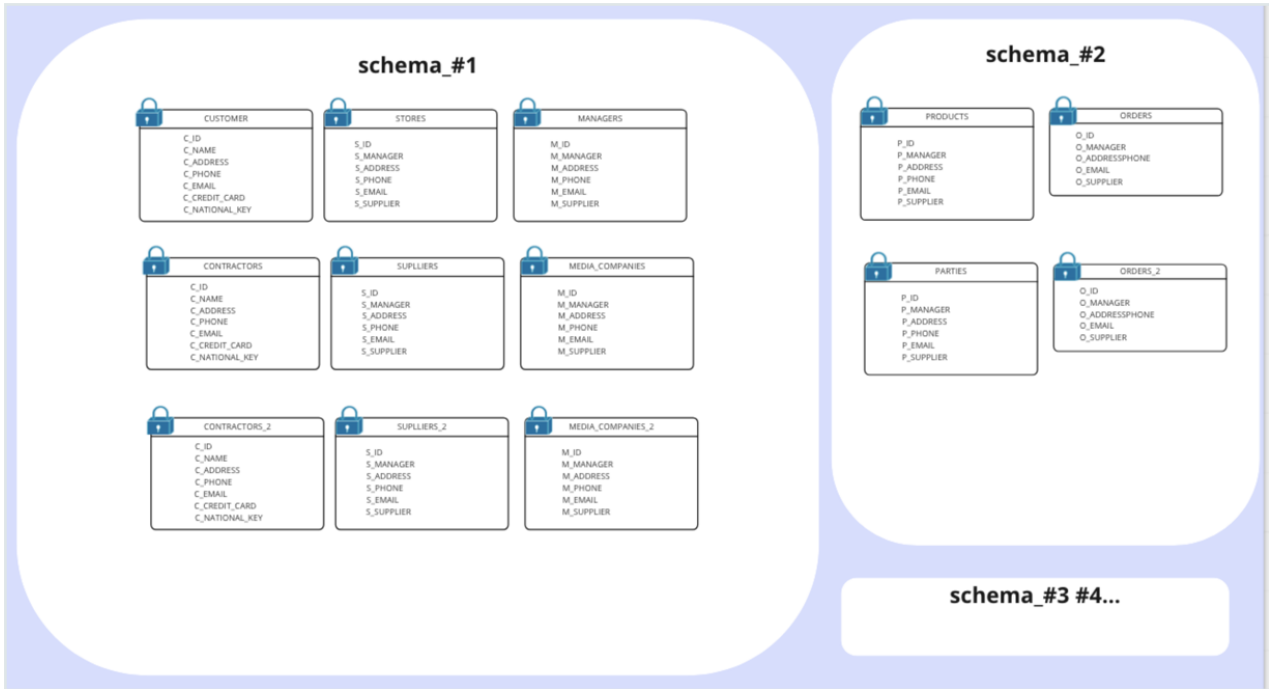 schema_#1
CUSTOMER
C_ID
C_NAME
C_ADDRESS
C_PHONE
C_EMAIL
C_CREDIT_CARD
C_NATIONAL_KEY
STORES
S_ID
S_MANAGER
S_ADDRESS
S_PHONE
S_EMAIL
S_SUPPLIER
MANAGERS
M_ID
M_MANAGER
M_ADDRESS
M_PHONE
M_EMAIL
M_SUPPLIER
CONTRACTORS
C_ID
C_NAME
C_ADDRESS
C_PHONE
C_EMAIL
C_CREDIT_CARD
C_NATIONAL_KEY
SUPLLIERS
S_ID
S_MANAGER
S_ADDRESS
S_PHONE
S_EMAIL
S_SUPPLIER
MEDIA_COMPANIES
M_ID
M_MANAGER
M_ADDRESS
M_PHONE
M_EMAIL
M_SUPPLIER
CONTRACTORS_2
C_ID
C_NAME
C_ADDRESS
C_PHONE
C_EMAIL
C_CREDIT_CARD
C_NATIONAL_KEY
SUPLLIERS_2
S_ID
S_MANAGER
S_ADDRESS
S_PHONE
S_EMAIL
S_SUPPLIER
MEDIA_COMPANIES_2
M_ID
M_MANAGER
M_ADDRESS
M_PHONE
M_EMAIL
M_SUPPLIER
schema_#2
PRODUCTS
P_ID
P_MANAGER
P_ADDRESS
P_PHONE
P_EMAIL
P_SUPPLIER
ORDERS
O_ID
O_MANAGER
O_ADDRESSPHONE
O_EMAIL
O_SUPPLIER
PARTIES
P_ID
P_MANAGER
P_ADDRESS
P_PHONE
P_EMAIL
P_SUPPLIER
ORDERS_2
O_ID
O_MANAGER
O_ADDRESSPHONE
O_EMAIL
O_SUPPLIER
schema_#3 #4...